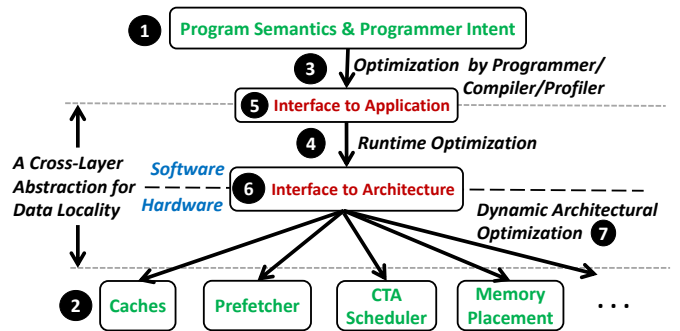 1 Program Semantics & Programmer Intent
3 Optimization by Programmer/
Compiler/Profiler
5 Interface to Application
4 Runtime Optimization
A Cross-Layer
Abstraction for
Data Locality
Software
6 Interface to Architecture
Hardware
Dynamic Architectural
Optimization 7
2 Caches
Prefetcher
CTA
Scheduler
Memory
Placement
...